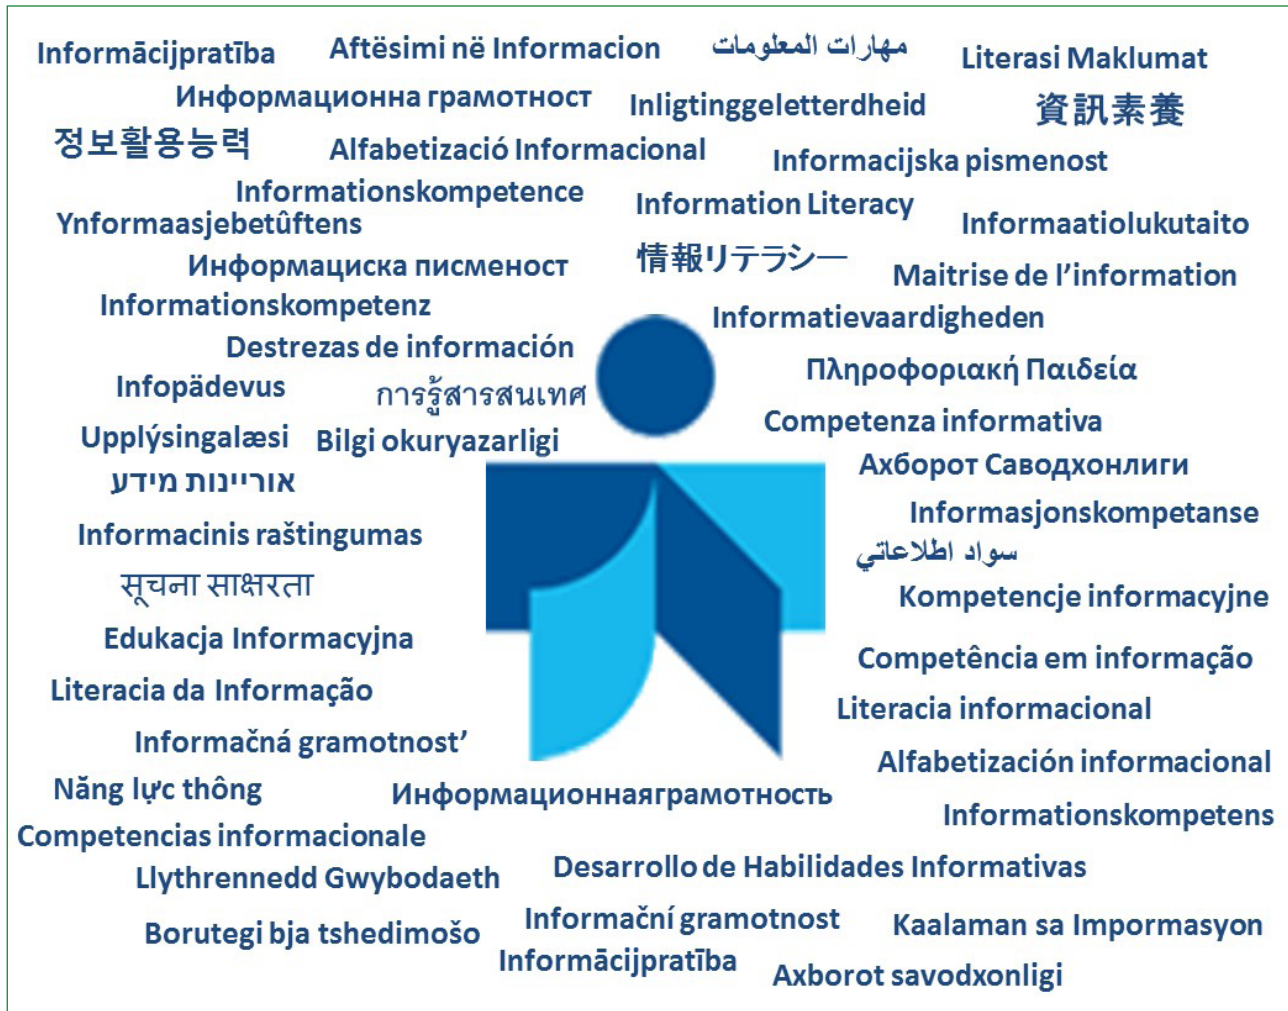 Informācijpratība
Aftësimi në Informacion
مهارات المعلومات
Literasi Maklumat
Информационна грамотност
Inligtinggeletterdheid
資訊素養
정보활용능력
Alfabetizació Informacional
Informacijska pismenost
Informationskompetence
Information Literacy
Ynformaasjebetûftens
Informaatiolukutaito
Информациска писменост
情報リテラシー
Maitrise de l’information
Informationskompetenz
Informatievaardigheden
Destrezas de información
Πληροφοριακή Παιδεία
Infopädevus
การรู้สารสนเทศ
Competenza informativa
Upplýsingalæsi
Bilgi okuryazarligi
Ахборот Саводхонлиги
אוריינות מידע
Informasjonskompetanse
Informacinis raštingumas
سواد اطلاعاتي
सूचना साक्षरता
Kompetencje informacyjne
Edukacja Informacyjna
Competência em informação
Literacia da Informação
Literacia informacional
Informačná gramotnost’
Alfabetización informacional
Năng lực thông
Информационнаяграмотность
Informationskompetens
Competencias informacionale
Desarrollo de Habilidades Informativas
Llythrennedd Gwybodaeth
Informační gramotnost
Kaalaman sa Impormasyon
Borutegi bja tshedimošo
Informācijpratība
Axborot savodxonligi